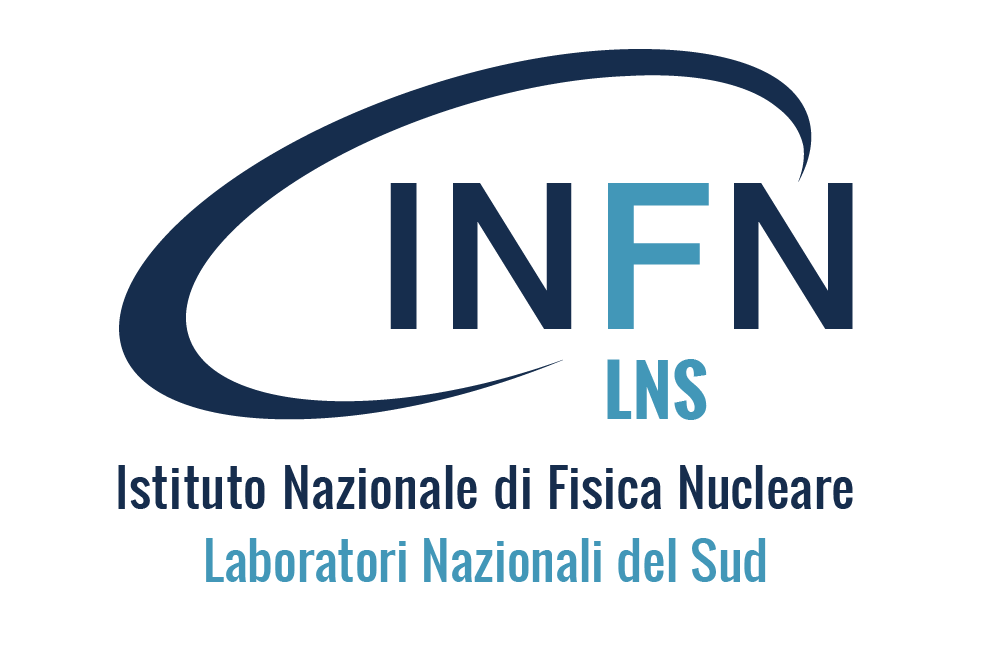 INFN
LNS
Istituto Nazionale di Fisica Nucleare
Laboratori Nazionali del Sud